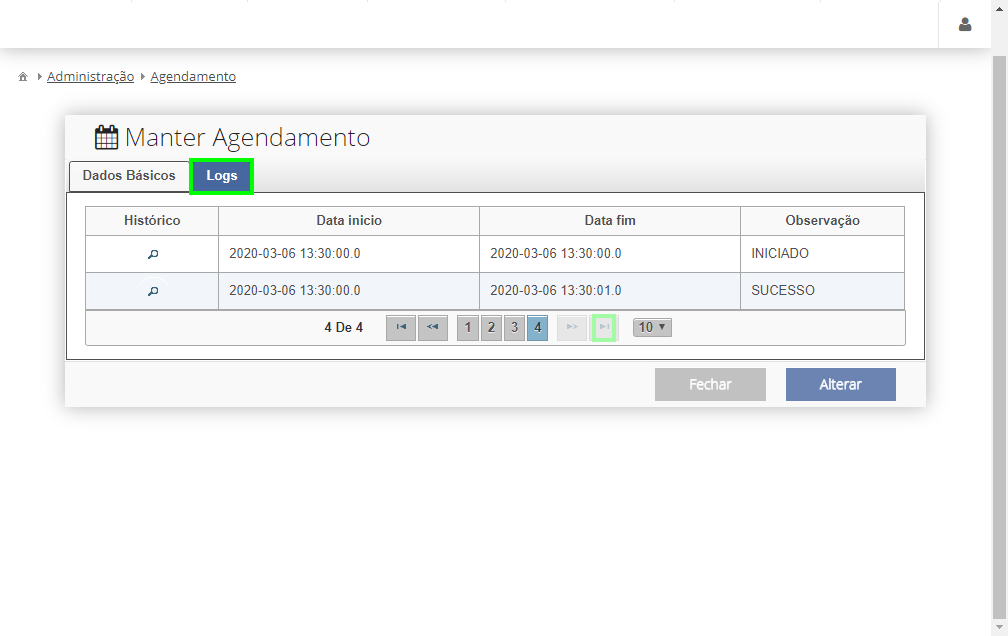 Administração Agendamento
Manter Agendamento
Dados Básicos Logs
Histórico Data inicio Data fim Observação
2020-03-06 13:30:00.0 2020-03-06 13:30:00.0 INICIADO
2020-03-06 13:30:00.0 2020-03-06 13:30:01.0 SUCESSO
4 De 4 1 2 3 4 10
Fechar Alterar